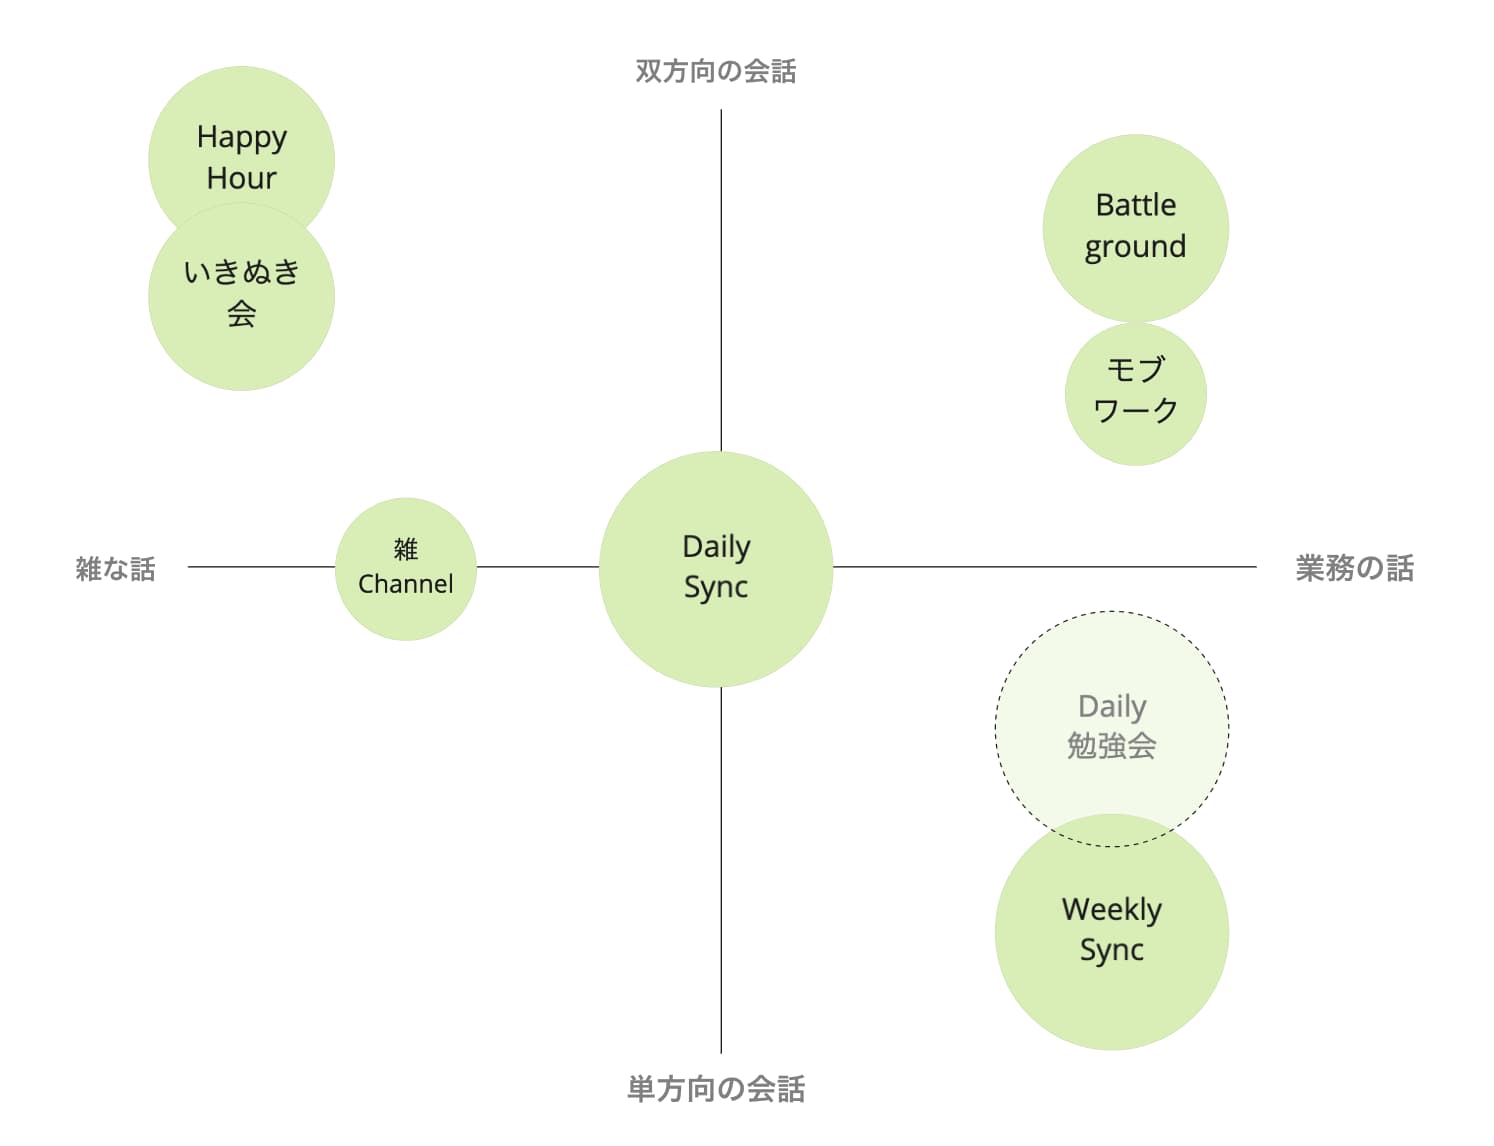 双方向の会話
Happy
Hour
いきぬき
会
Battle
ground
モブ
ワーク
雑な話
雑
Channel
Daily
Sync
業務の話
Daily
勉強会
Weekly
Sync
単方向の会話